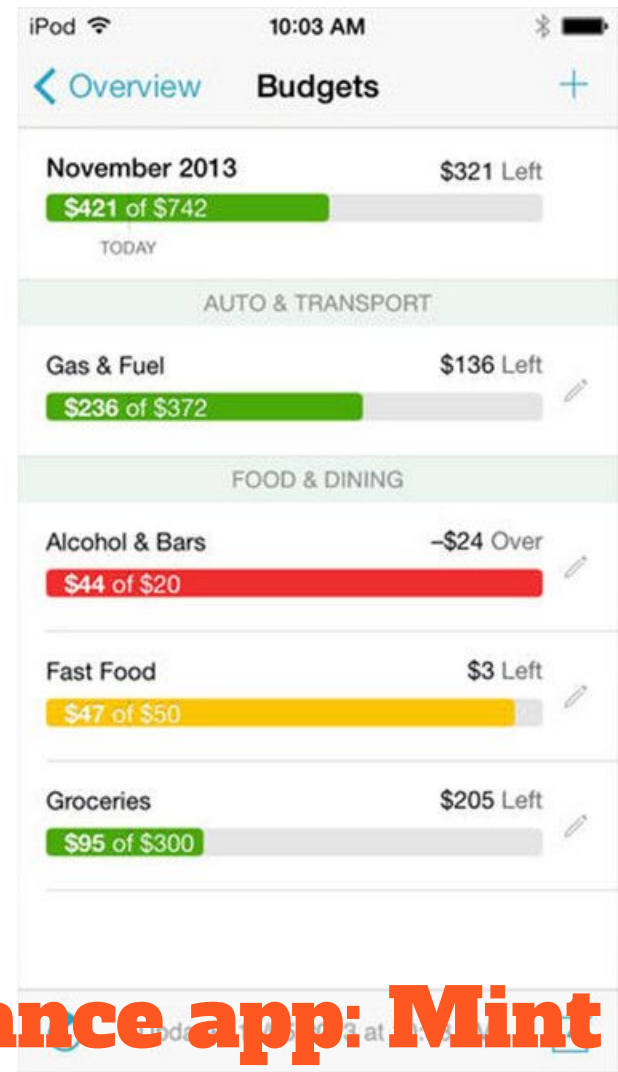 iPod 10:03 AM
Overview Budgets +
November 2013 $321 Left
$421 of $742
TODAY
AUTO & TRANSPORT
Gas & Fuel $136 Left
$236 of $372
FOOD & DINING
Alcohol & Bars –$24 Over
$44 of $20
Fast Food $3 Left
$47 of $50
Groceries $205 Left
$95 of $300
ance app: Mint